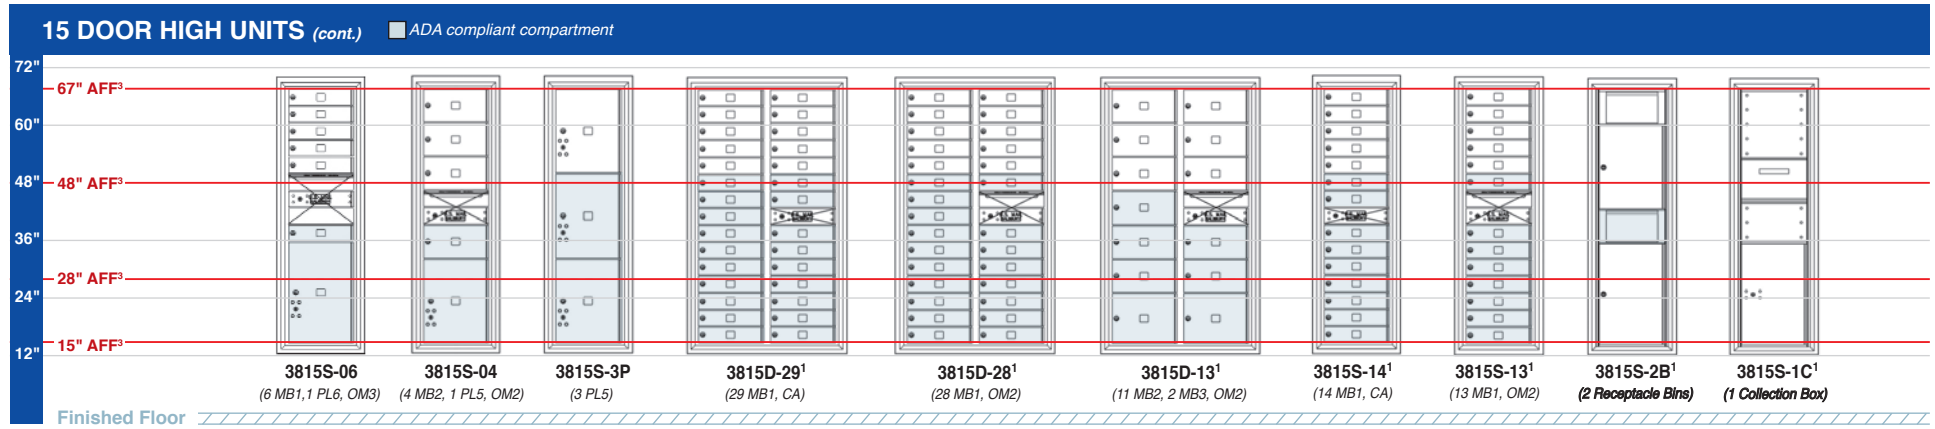 15 DOOR HIGH UNITS (cont.) ADA compliant compartment
72"
67" AFF³
60"
48" 48" AFF³
36"
28" AFF³
24"
15" AFF³
12"
3815S-06 3815S-04 3815S-3P 3815D-29¹ 3815D-28¹ 3815D-13¹ 3815S-14¹ 3815S-13¹ 3815S-2B¹ 3815S-1C¹
(6 MB1,1 PL6, OM3) (4 MB2, 1 PL5, OM2) (3 PL5) (29 MB1, CA) (28 MB1, OM2) (11 MB2, 2 MB3, OM2) (14 MB1, CA) (13 MB1, OM2) (2 Receptacle Bins) (1 Collection Box)
Finished Floor